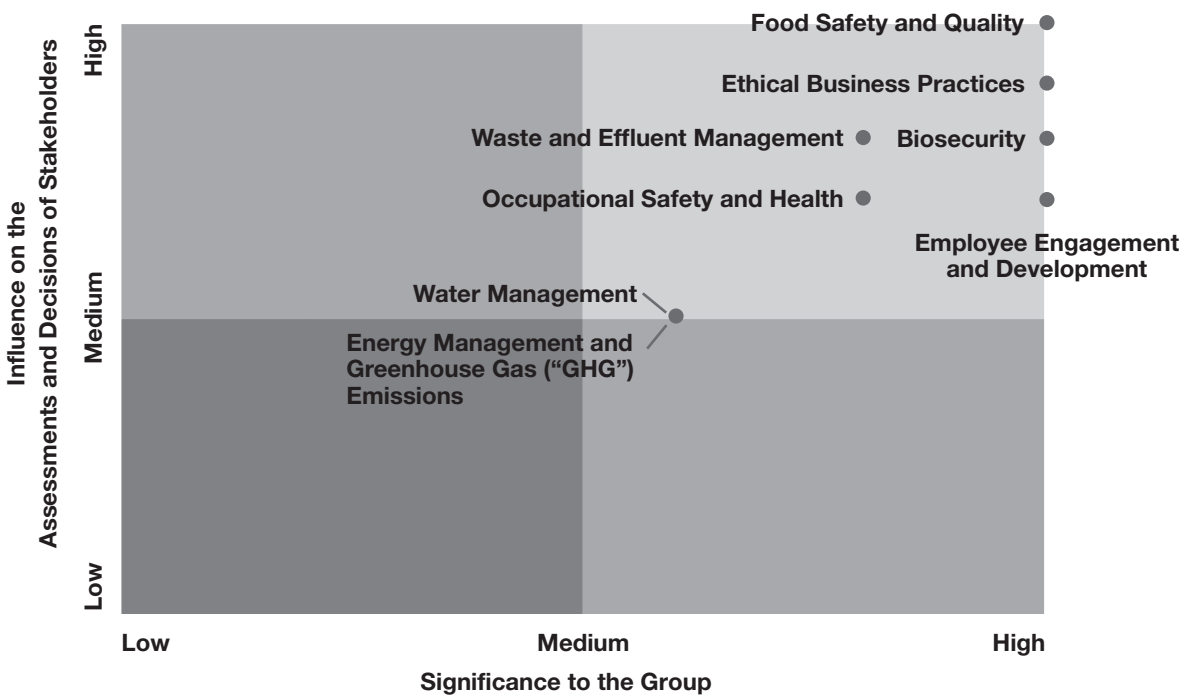 Influence on the
Assessments and Decisions of Stakeholders
High
Medium
Low
Food Safety and Quality
Ethical Business Practices
Waste and Effluent Management
Biosecurity
Occupational Safety and Health
Employee Engagement
and Development
Water Management
Energy Management and
Greenhouse Gas (“GHG”)
Emissions
Low
Medium
High
Significance to the Group